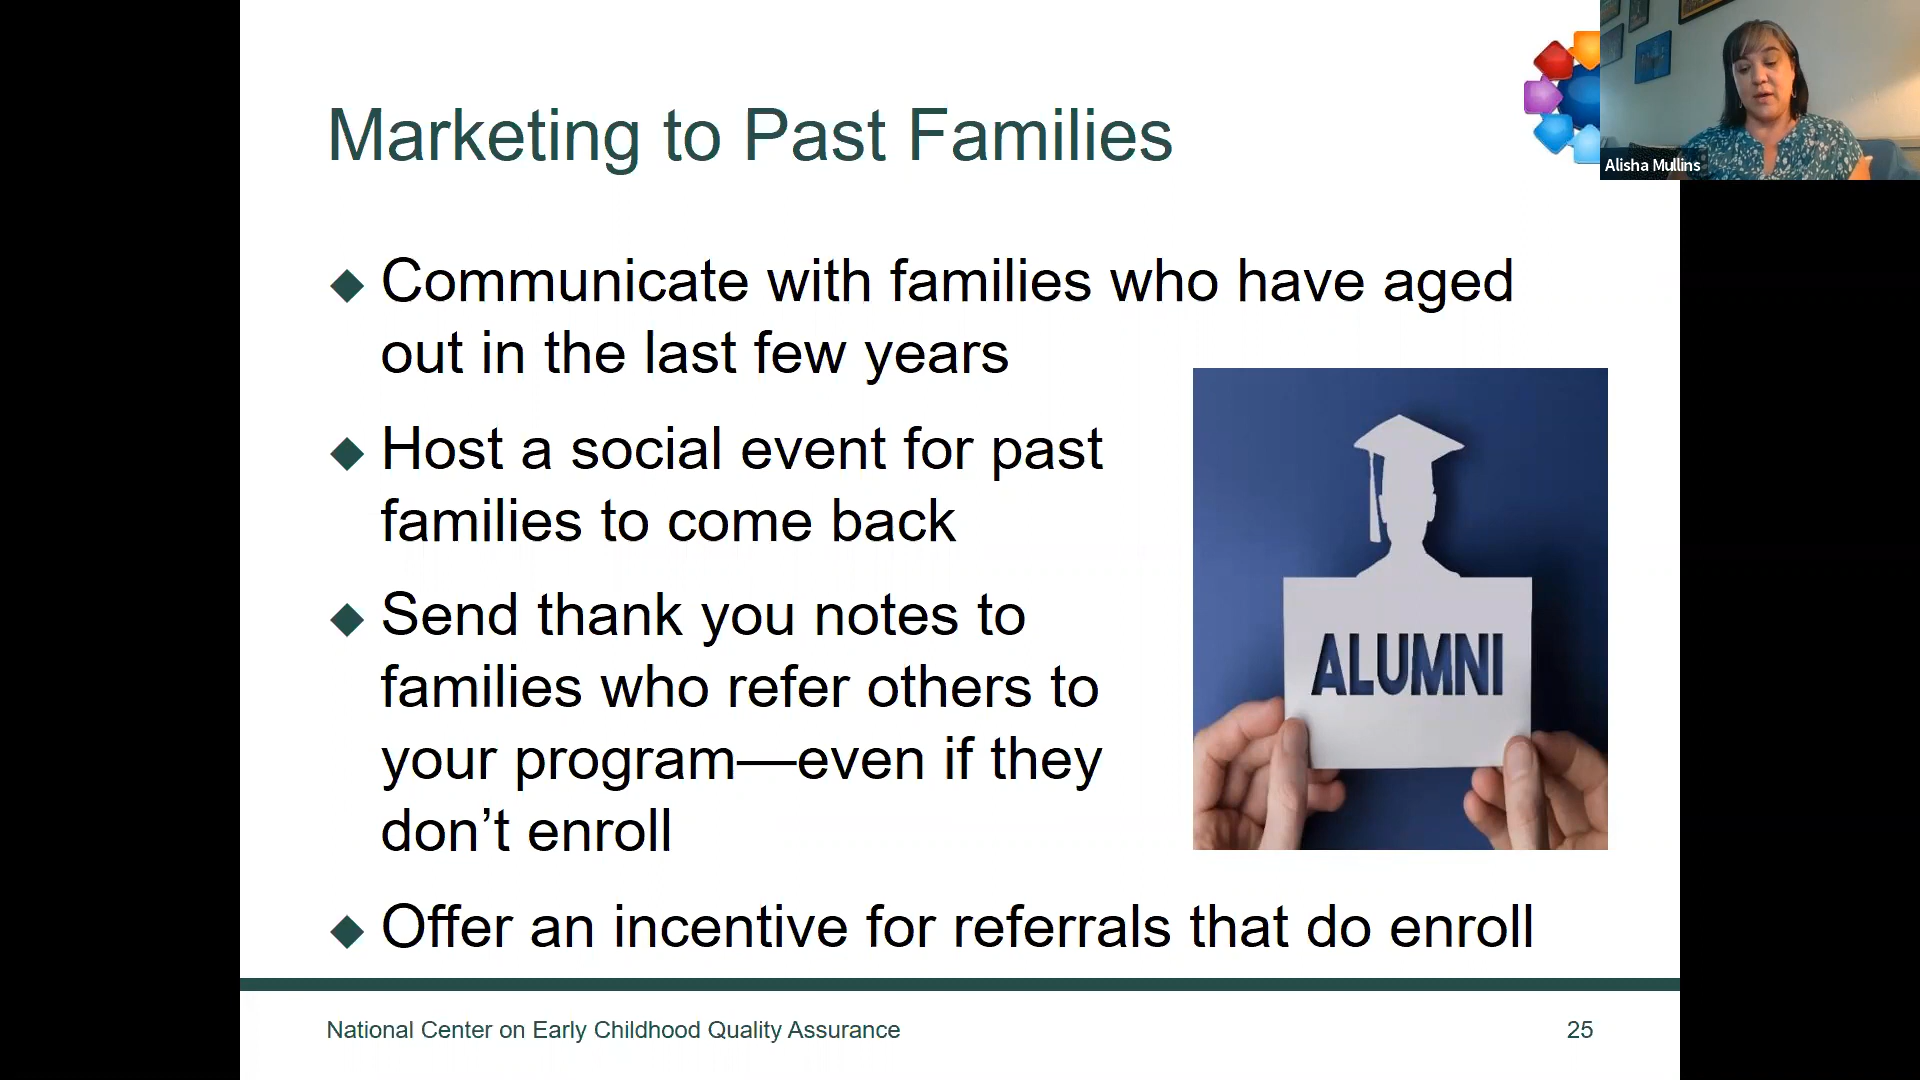 Marketing to Past Families
Alisha Mullins
◆ Communicate with families who have aged
out in the last few years
◆ Host a social event for past
families to come back
◆ Send thank you notes to
families who refer others to
your program—even if they
don’t enroll
◆ Offer an incentive for referrals that do enroll
ALUMNI
National Center on Early Childhood Quality Assurance
25